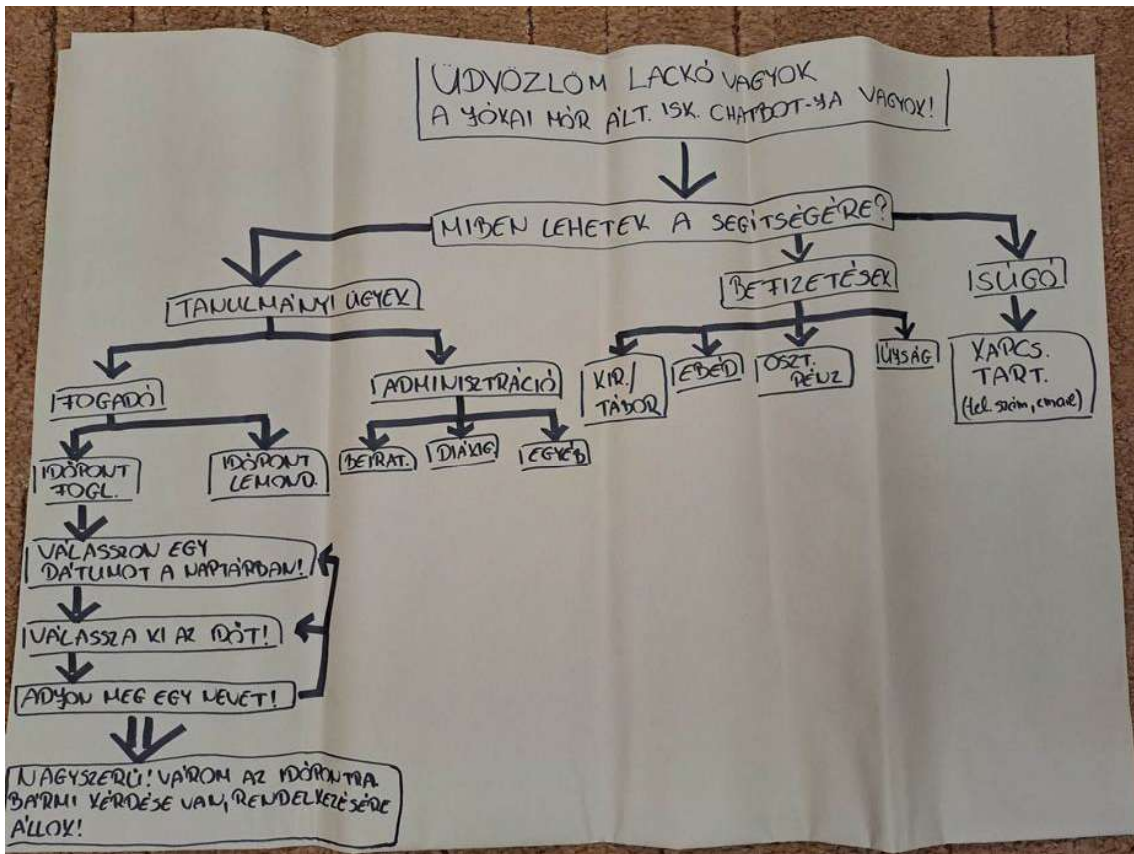 ÜDVÖZLÖM LACKÓ VAGYOK
A JÓKAI MÓR ÁLT. ISK. CHATBOT-JA VAGYOK!
MIBEN LEHETEK A SEGÍTSÉGÉRE?
TANULMÁNYI ÜGYEK
BEFIZETÉSEK
SÚGÓ
FOGADÓ
ADMINISZTRÁCIÓ
KIR./
TÁBOR
EBÉD
OSZT.
PÉNZ
ÚJSÁG
KAPCS.
TART.
(tel. szám, email)
IDŐPONT
FOGL.
IDŐPONT
LEMOND.
BEIRAT.
DIÁKIG
EGYÉB
VÁLASSZON EGY
DÁTUMOT A NAPTÁRBAN!
VÁLASSZA KI AZ IDŐT!
ADJON MEG EGY NEVET!
NAGYSZERŰ! VÁROM AZ IDŐPONTRA.
BÁRMI KÉRDÉSE VAN, RENDELKEZÉSÉRE
ÁLLOK!